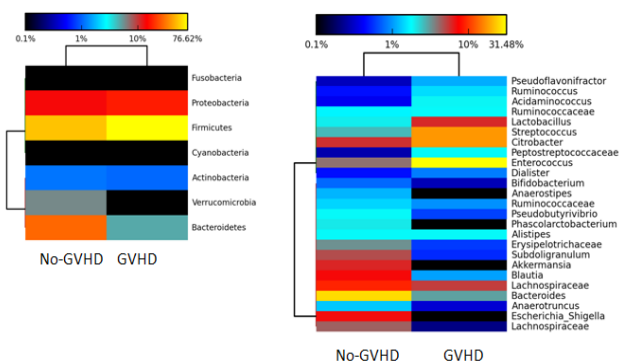 0.1% 1% 10% 76.62%
Fusobacteria
Proteobacteria
Firmicutes
Cyanobacteria
Actinobacteria
Verrucomicrobia
Bacteroidetes
No-GVHD GVHD
0.1% 1% 10% 31.48%
Pseudoflavonifractor
Ruminococcus
Acidaminococcus
Ruminococcaceae
Lactobacillus
Streptococcus
Citrobacter
Peptostreptococcaceae
Enterococcus
Dialister
Bifidobacterium
Anaerostipes
Ruminococcaceae
Pseudobutyrivibrio
Phascolarctobacterium
Alistipes
Erysipelotrichaceae
Subdoligranulum
Akkermansia
Blautia
Lachnospiraceae
Bacteroides
Anaerotruncus
Escherichia_Shigella
Lachnospiraceae
No-GVHD GVHD